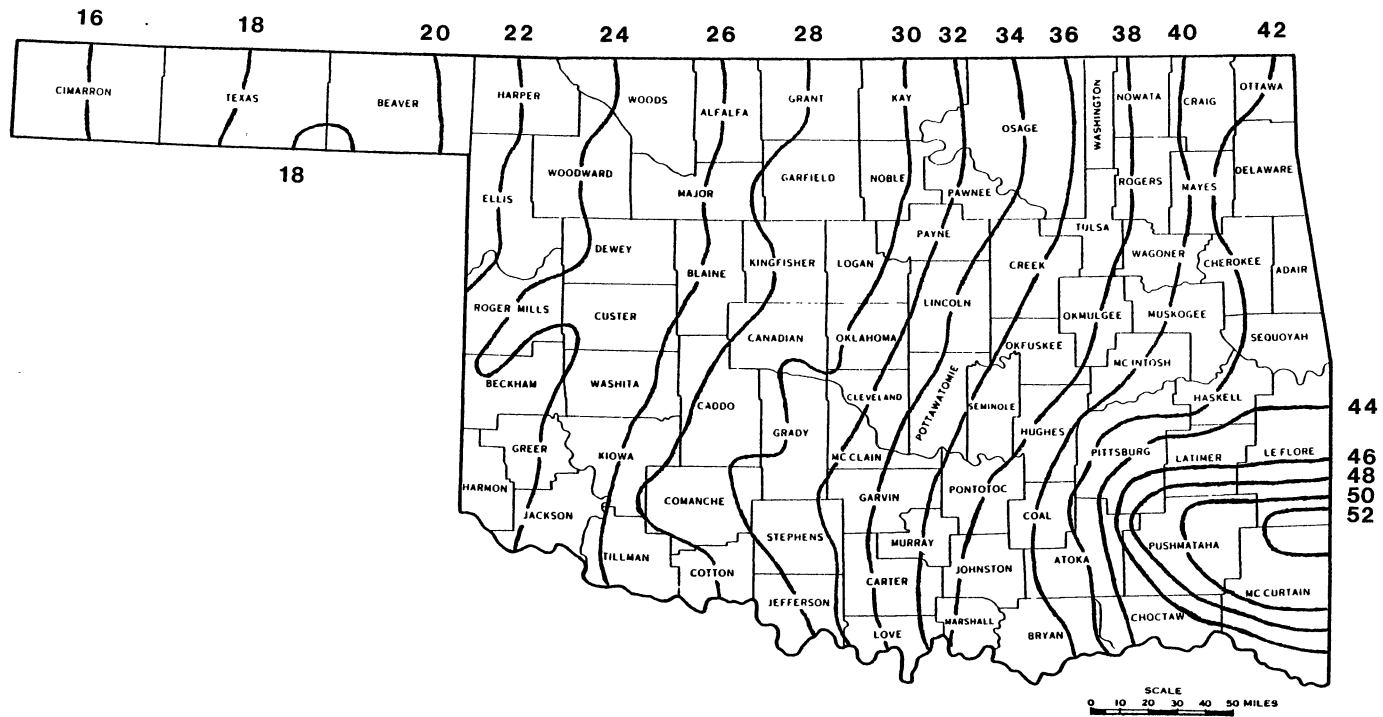 16 18 20 22 24 26 28 30 32 34 36 38 40 42
CIMARRON TEXAS BEAVER HARPER WOODS ALFALFA GRANT KAY OSAGE WASHINGTON NOWATA CRAIG OTTAWA
18
ELLIS WOODWARD MAJOR GARFIELD NOBLE PAWNEE ROGERS MAYES DELAWARE
DEWEY BLAINE KINGFISHER LOGAN PAYNE CREEK TULSA WAGONER CHEROKEE ADAIR
ROGER MILLS CUSTER CANADIAN OKLAHOMA LINCOLN OKFUSKEE OKMULGEE MUSKOGEE SEQUOYAH
BECKHAM WASHITA CADDO GRADY CLEVELAND POTTAWATOMIE SEMINOLE MC INTOSH HASKELL
44
GREER KIOWA MC CLAIN HUGHES PITTSBURG LATIMER LE FLORE
46
HARMON JACKSON COMANCHE GARVIN PONTOTOC COAL
48
50
52
TILLMAN COTTON STEPHENS MURRAY JOHNSTON ATOKA PUSHMATAHA
JEFFERSON CARTER MC CURTAIN
LOVE MARSHALL BRYAN CHOCTAW
SCALE
0 10 20 30 40 50 MILES